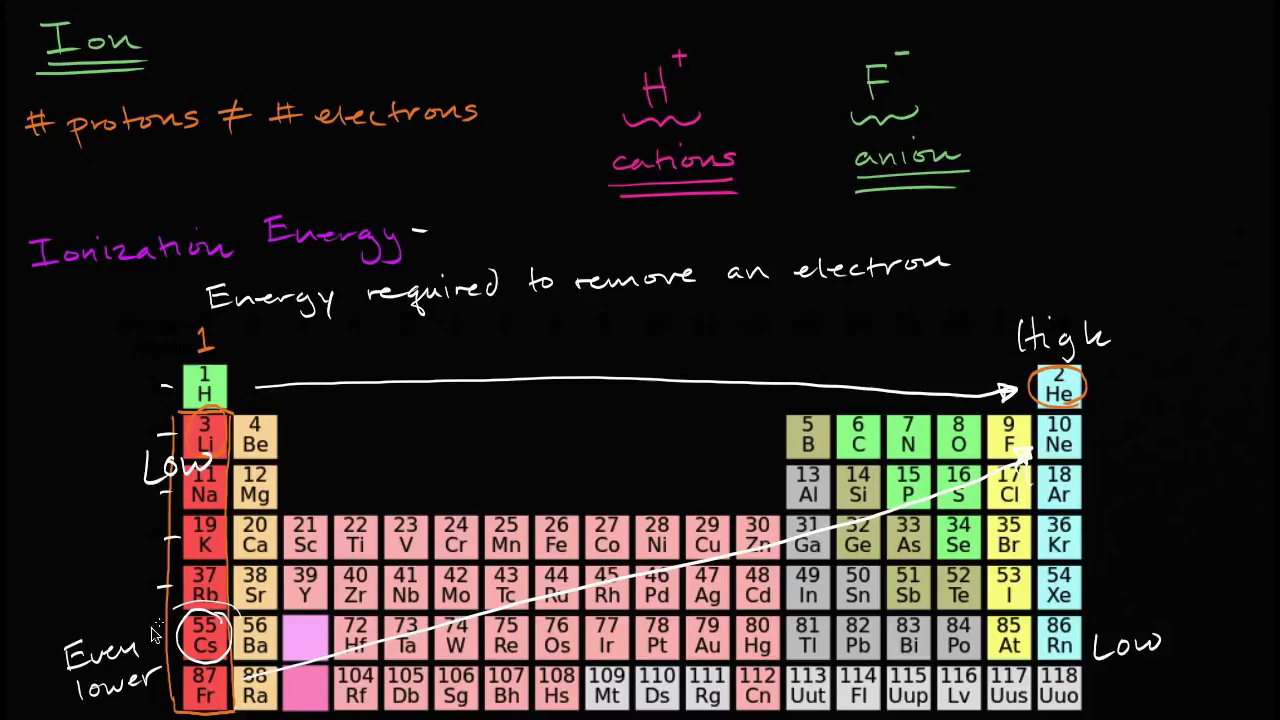 Ion
H+ F-
# protons ≠ # electrons
cations anion
Ionization Energy-
Energy required to remove an electron
1 High
1 2
H He
3 4 5 6 7 8 9 10
Li Be B C N O F Ne
Low
11 12 13 14 15 16 17 18
Na Mg Al Si P S Cl Ar
19 20 21 22 23 24 25 26 27 28 29 30 31 32 33 34 35 36
K Ca Sc Ti V Cr Mn Fe Co Ni Cu Zn Ga Ge As Se Br Kr
37 38 39 40 41 42 43 44 45 46 47 48 49 50 51 52 53 54
Rb Sr Y Zr Nb Mo Tc Ru Rh Pd Ag Cd In Sn Sb Te I Xe
55 56 72 73 74 75 76 77 78 79 80 81 82 83 84 85 86
Cs Ba Hf Ta W Re Os Ir Pt Au Hg Tl Pb Bi Po At Rn
Even Low
lower
87 88 104 105 106 107 108 109 110 111 112 113 114 115 116 117 118
Fr Ra Rf Db Sg Bh Hs Mt Ds Rg Cn Uut Fl Uup Lv Uus Uuo